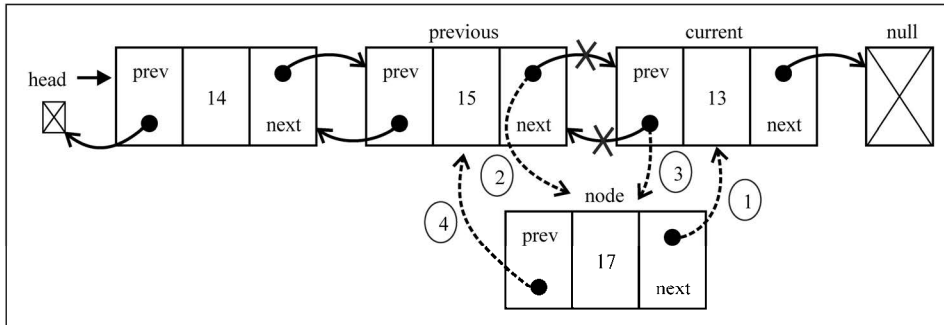 previous
current
null
head
prev
14
next
prev
15
next
prev
13
next
2
3
1
4
node
prev
17
next